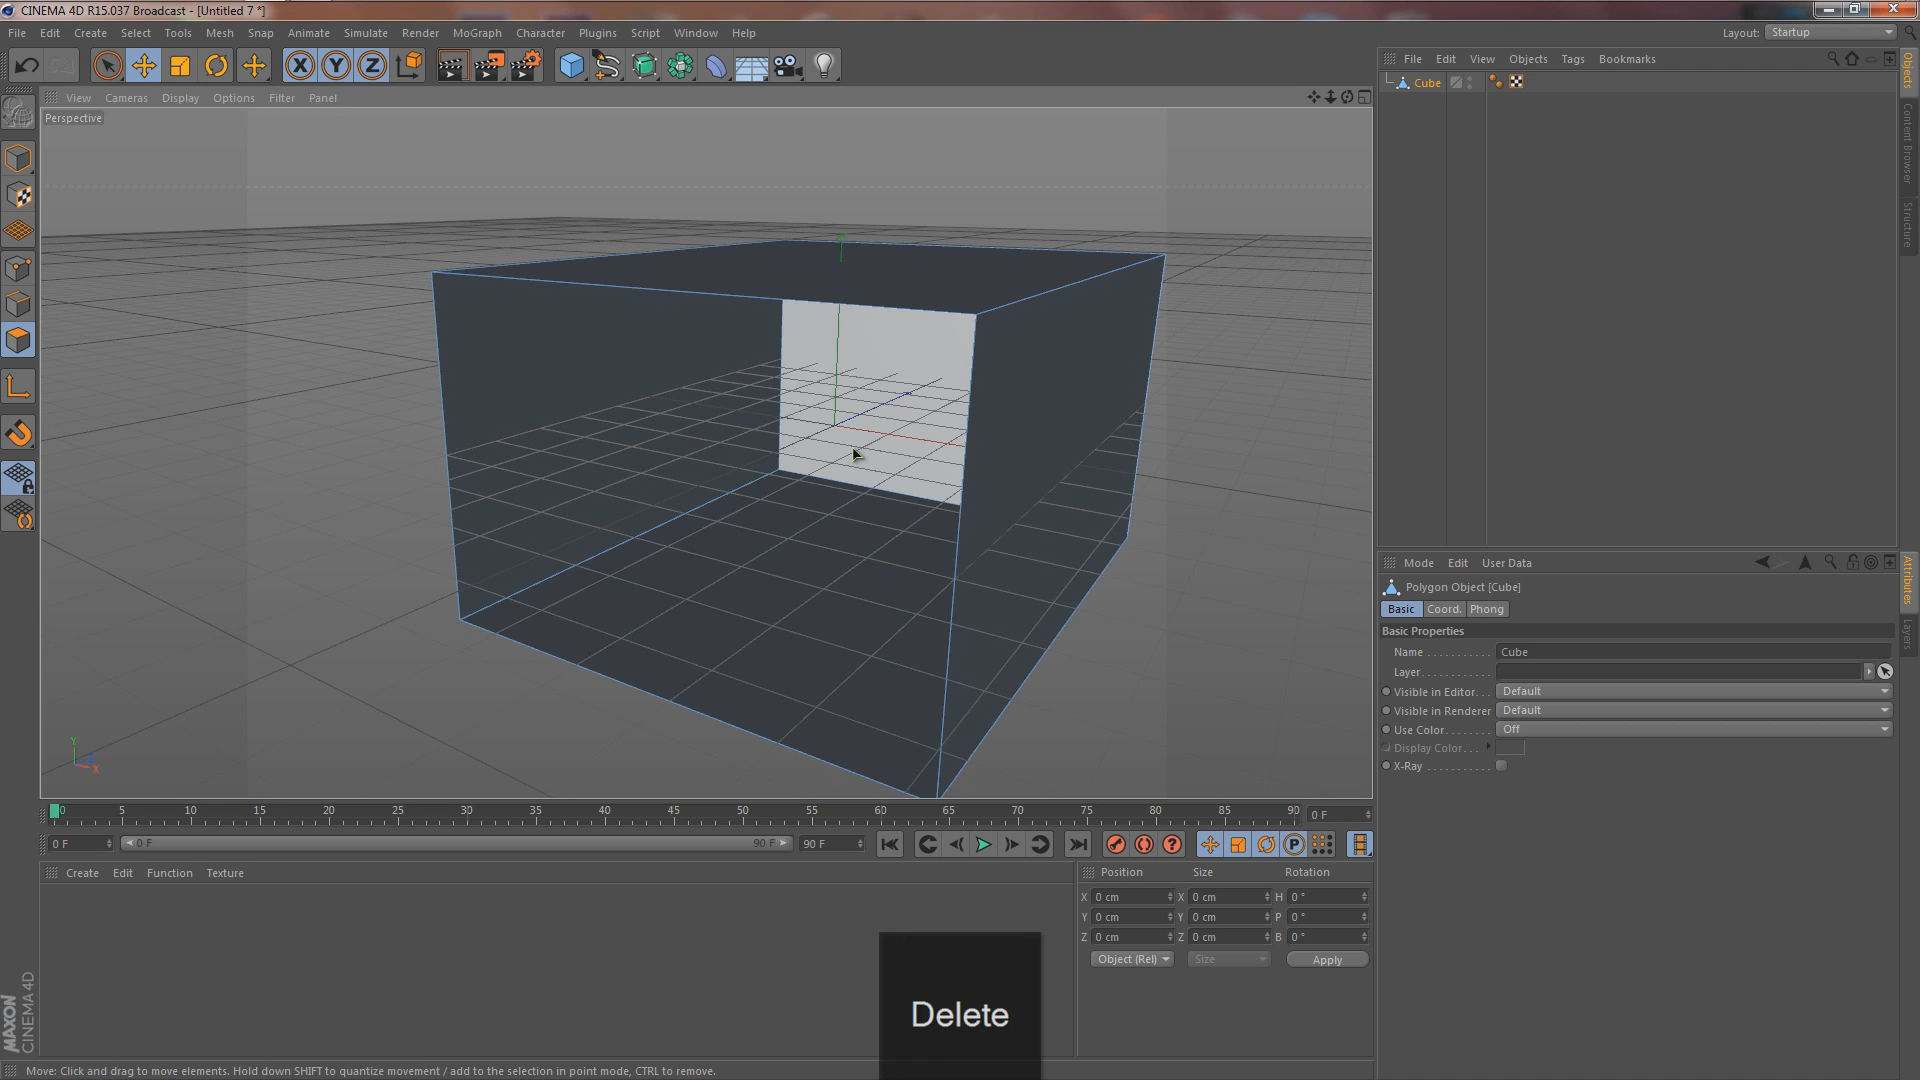 CINEMA 4D R15.037 Broadcast - [Untitled 7 *]
File Edit Create Select Tools Mesh Snap Animate Simulate Render MoGraph Character Plugins Script Window Help
Layout: Startup
X Y Z
View Cameras Display Options Filter Panel
Perspective
Y
X
File Edit View Objects Tags Bookmarks
Cube
Objects
Content Browser
Structure
Mode Edit User Data
Polygon Object [Cube]
Basic Coord. Phong
Basic Properties
Name Cube
Layer
Visible in Editor Default
Visible in Renderer Default
Use Color Off
Display Color
X-Ray
Attributes
Layers
0 5 10 15 20 25 30 35 40 45 50 55 60 65 70 75 80 85 90 0 F
0 F 0 F 90 F 90 F
P
Create Edit Function Texture
Position Size Rotation
X 0 cm X 0 cm H 0 °
Y 0 cm Y 0 cm P 0 °
Z 0 cm Z 0 cm B 0 °
Object (Rel) Size Apply
Delete
MAXON
CINEMA 4D
Move: Click and drag to move elements. Hold down SHIFT to quantize movement / add to the selection in point mode, CTRL to remove.